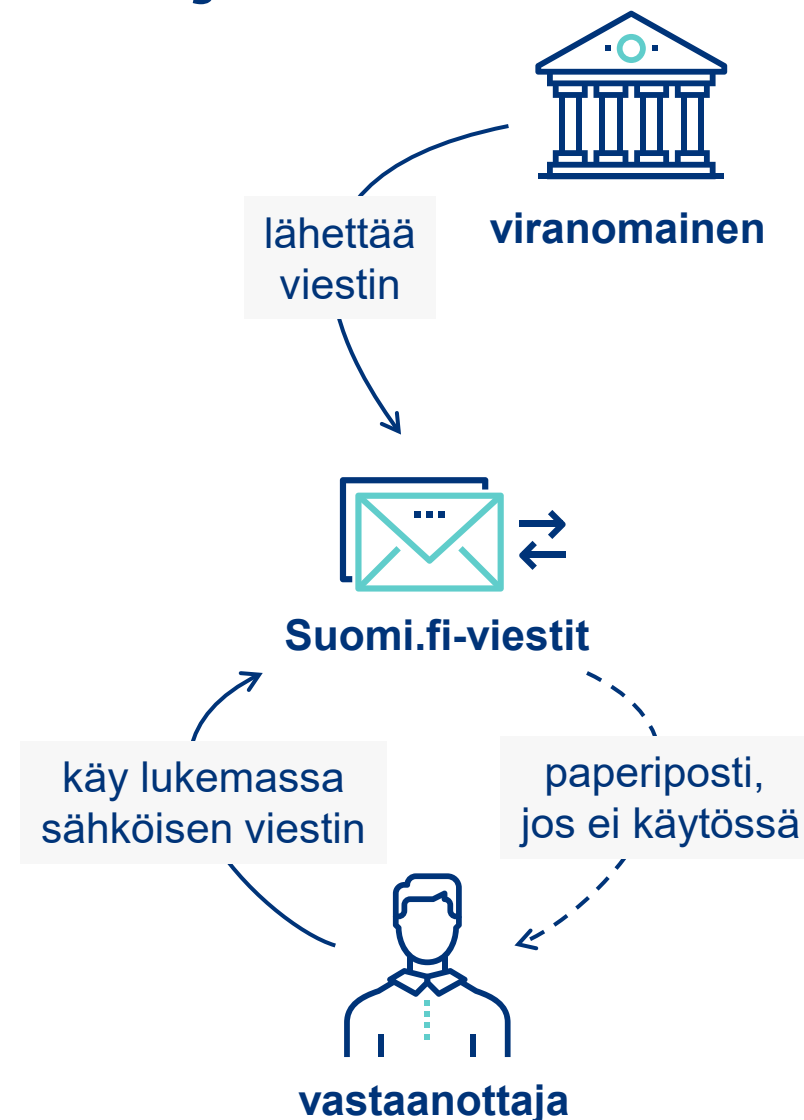 viranomainen
lähettää
viestin
Suomi.fi-viestit
käy lukemassa
sähköisen viestin
paperiposti,
jos ei käytössä
vastaanottaja